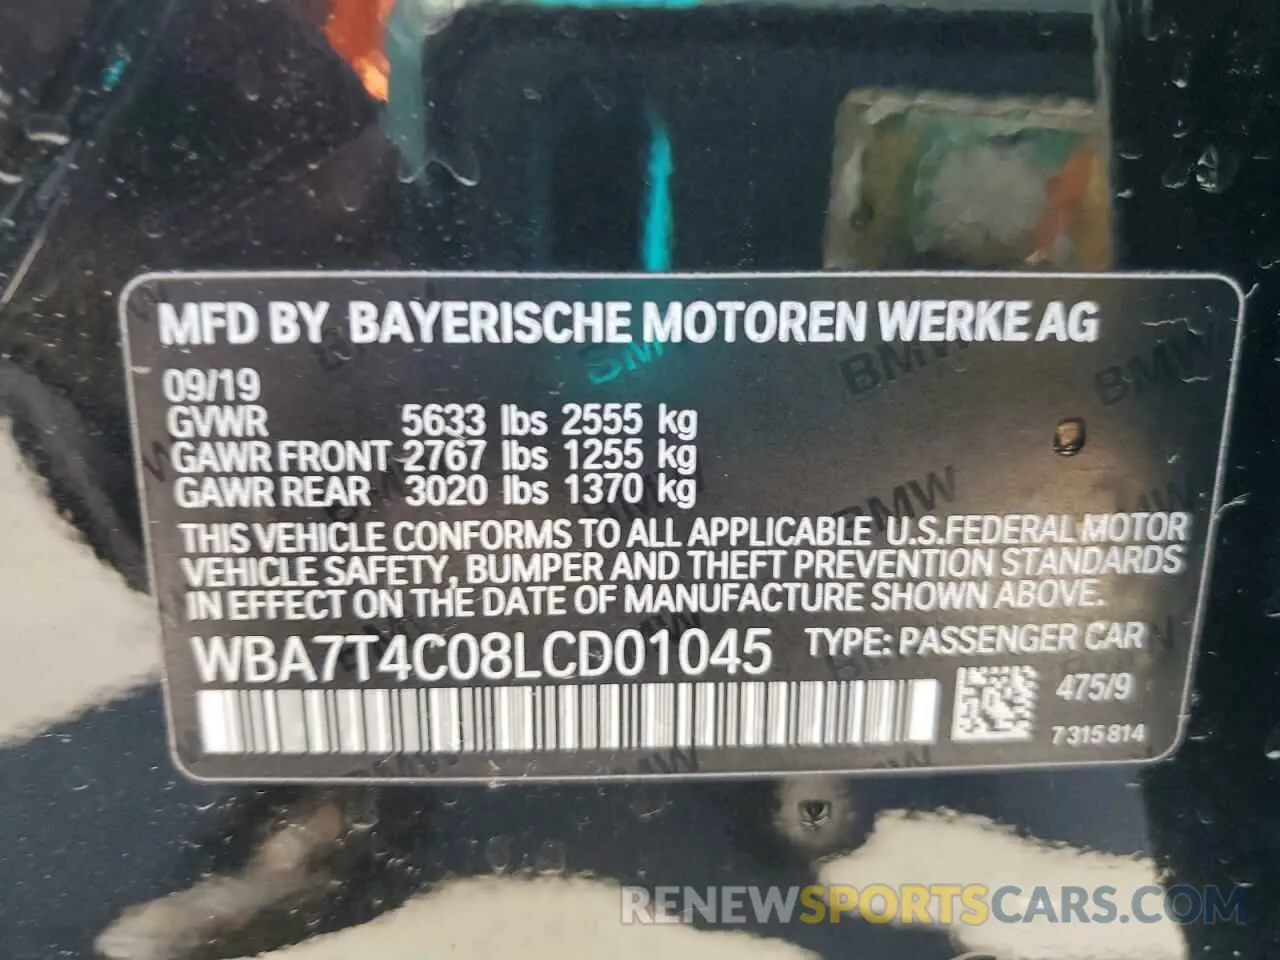 MFD BY BAYERISCHE MOTOREN WERKE AG
09/19
GVWR 5633 lbs 2555 kg
GAWR FRONT 2767 lbs 1255 kg
GAWR REAR 3020 lbs 1370 kg
THIS VEHICLE CONFORMS TO ALL APPLICABLE U.S.FEDERAL MOTOR
VEHICLE SAFETY, BUMPER AND THEFT PREVENTION STANDARDS
IN EFFECT ON THE DATE OF MANUFACTURE SHOWN ABOVE.
WBA7T4C08LCD01045 TYPE: PASSENGER CAR
475/9
7315814
RENEWSPORTSCARS.COM